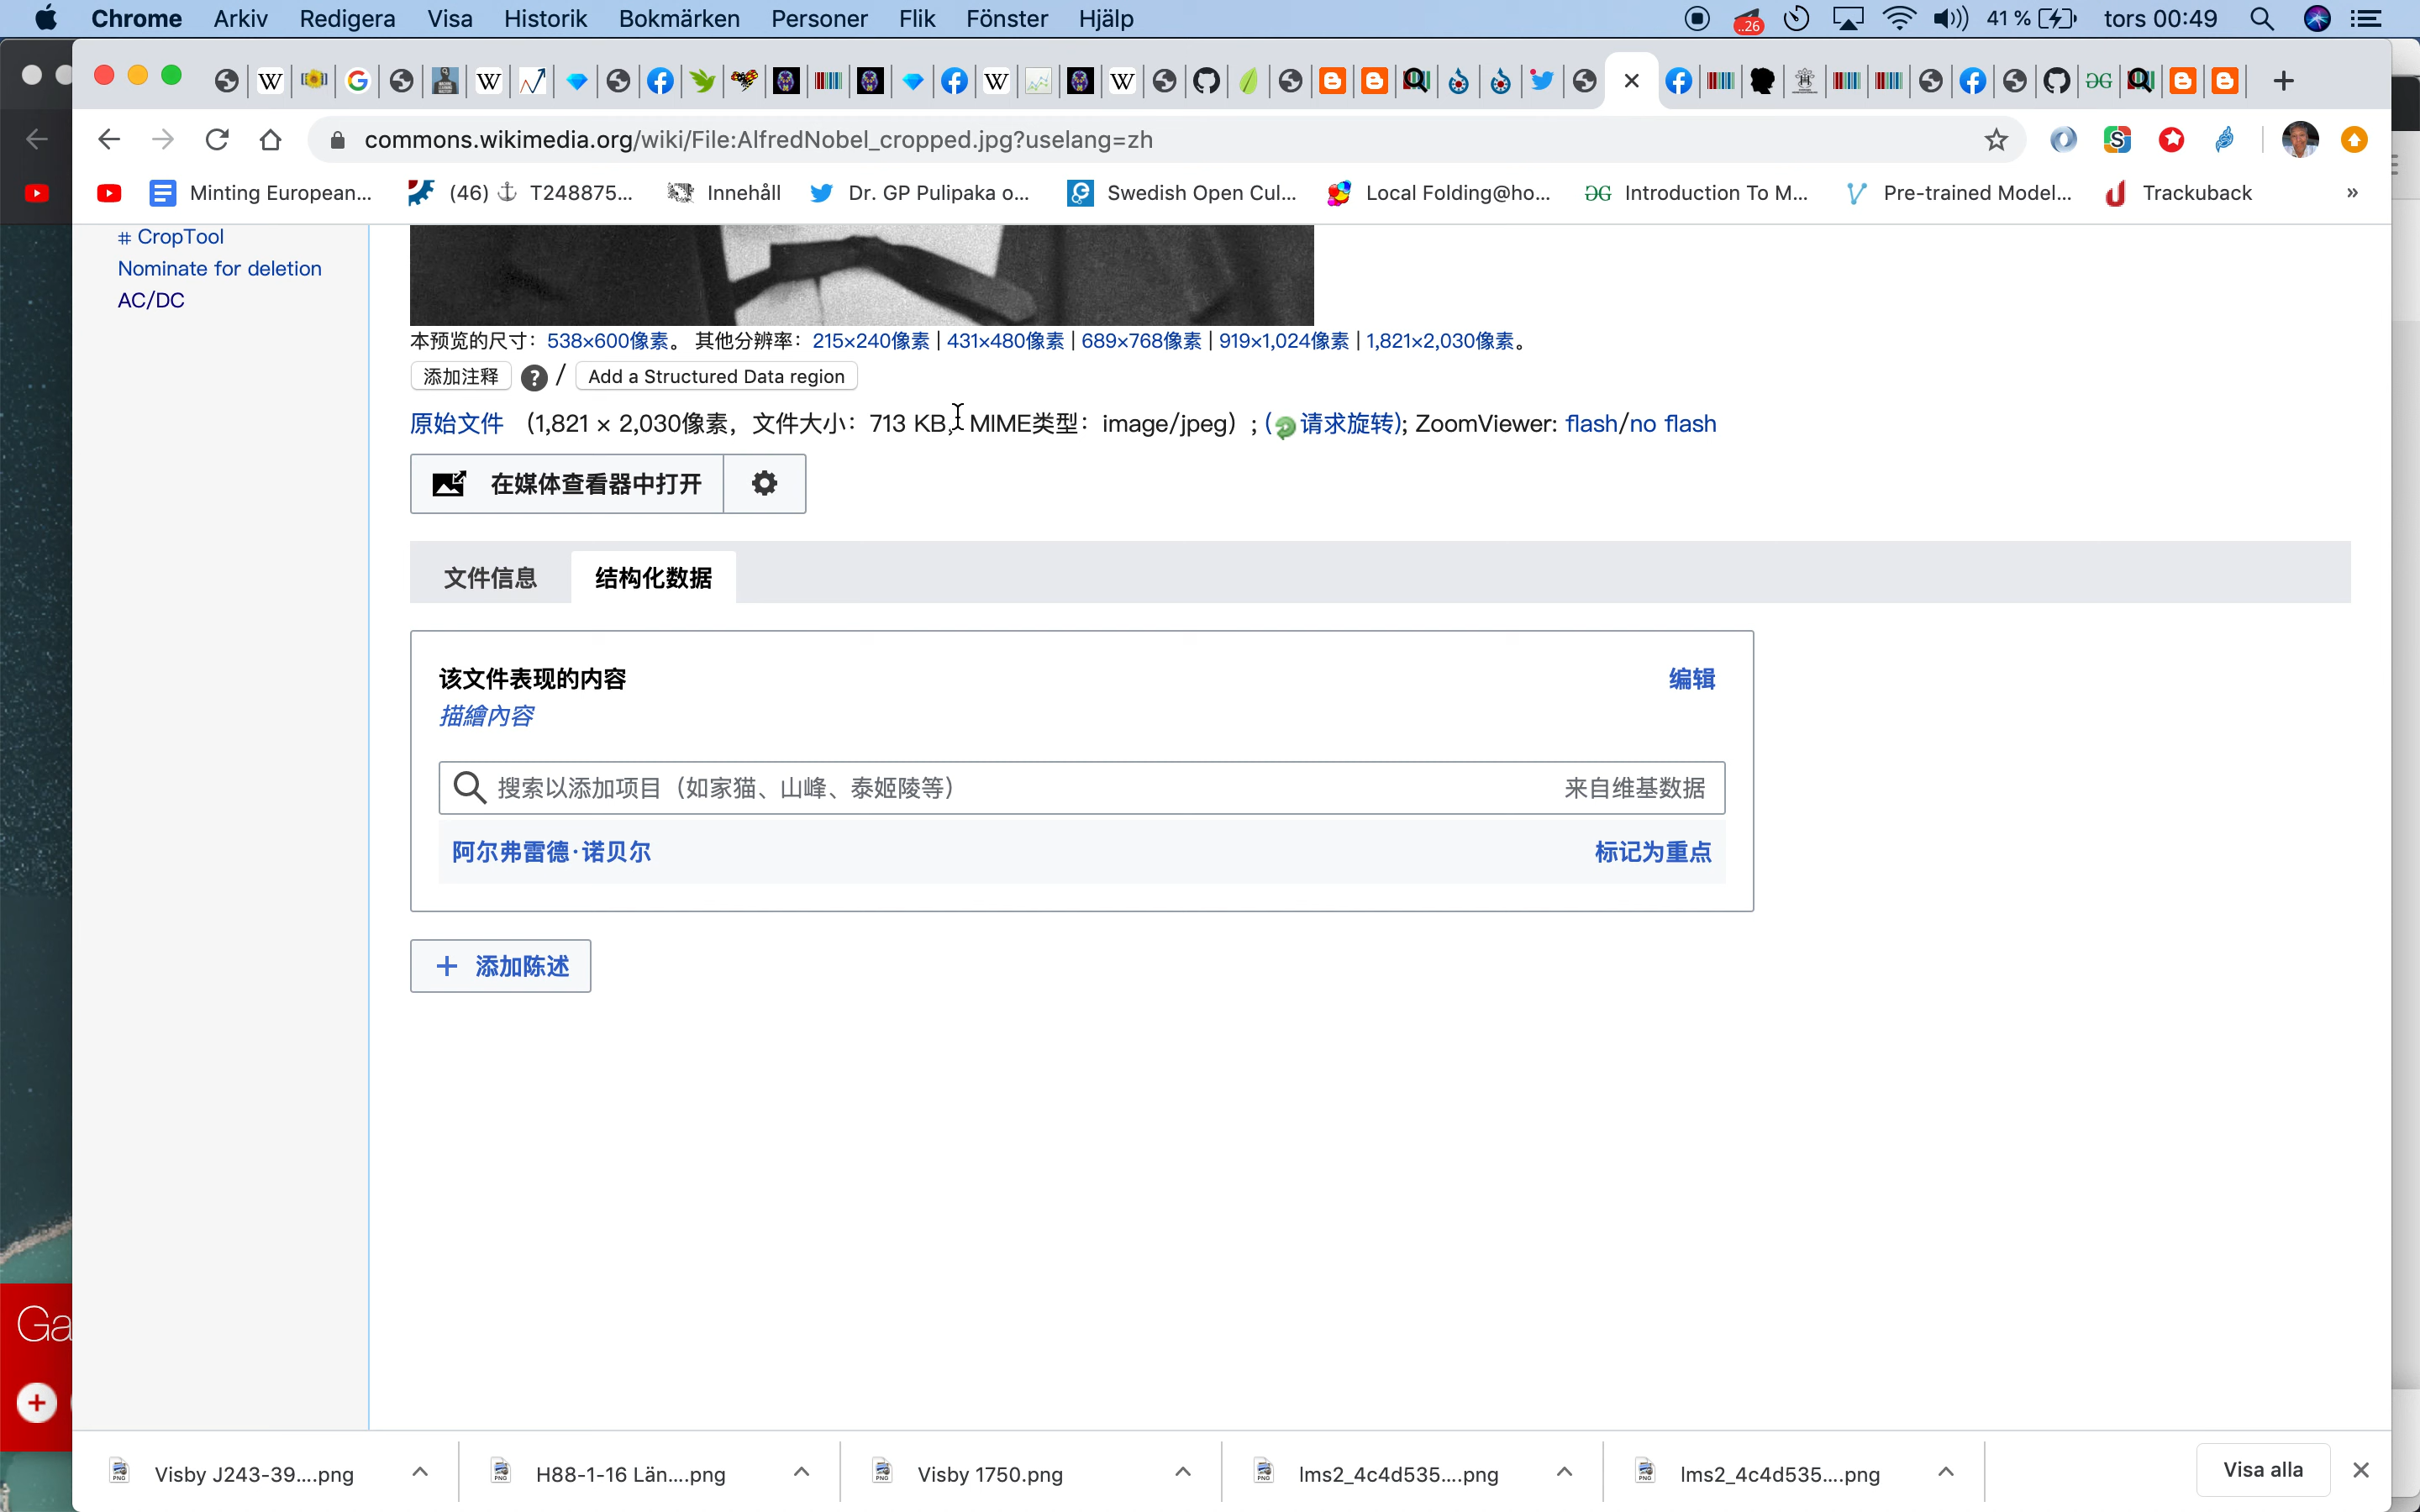 Chrome Arkiv Redigera Visa Historik Bokmärken Personer Flik Fönster Hjälp ..26 41 % tors 00:49
commons.wikimedia.org/wiki/File:AlfredNobel_cropped.jpg?uselang=zh
Minting European... (46) ⚓ T248875... Innehåll Dr. GP Pulipaka o... Swedish Open Cul... Local Folding@ho... Introduction To M... Pre-trained Model... Trackuback »
# CropTool
Nominate for deletion
AC/DC
本预览的尺寸：538×600像素。 其他分辨率：215×240像素 | 431×480像素 | 689×768像素 | 919×1,024像素 | 1,821×2,030像素。
添加注释 ? / Add a Structured Data region
原始文件 （1,821 × 2,030像素，文件大小：713 KB，MIME类型：image/jpeg）; (请求旋转); ZoomViewer: flash/no flash
在媒体查看器中打开
文件信息 结构化数据
该文件表现的内容 编辑
描繪內容
搜索以添加项目（如家猫、山峰、泰姬陵等） 来自维基数据
阿尔弗雷德·诺贝尔 标记为重点
+ 添加陈述
Ga
Visby J243-39....png H88-1-16 Län....png Visby 1750.png lms2_4c4d535....png lms2_4c4d535....png Visa alla